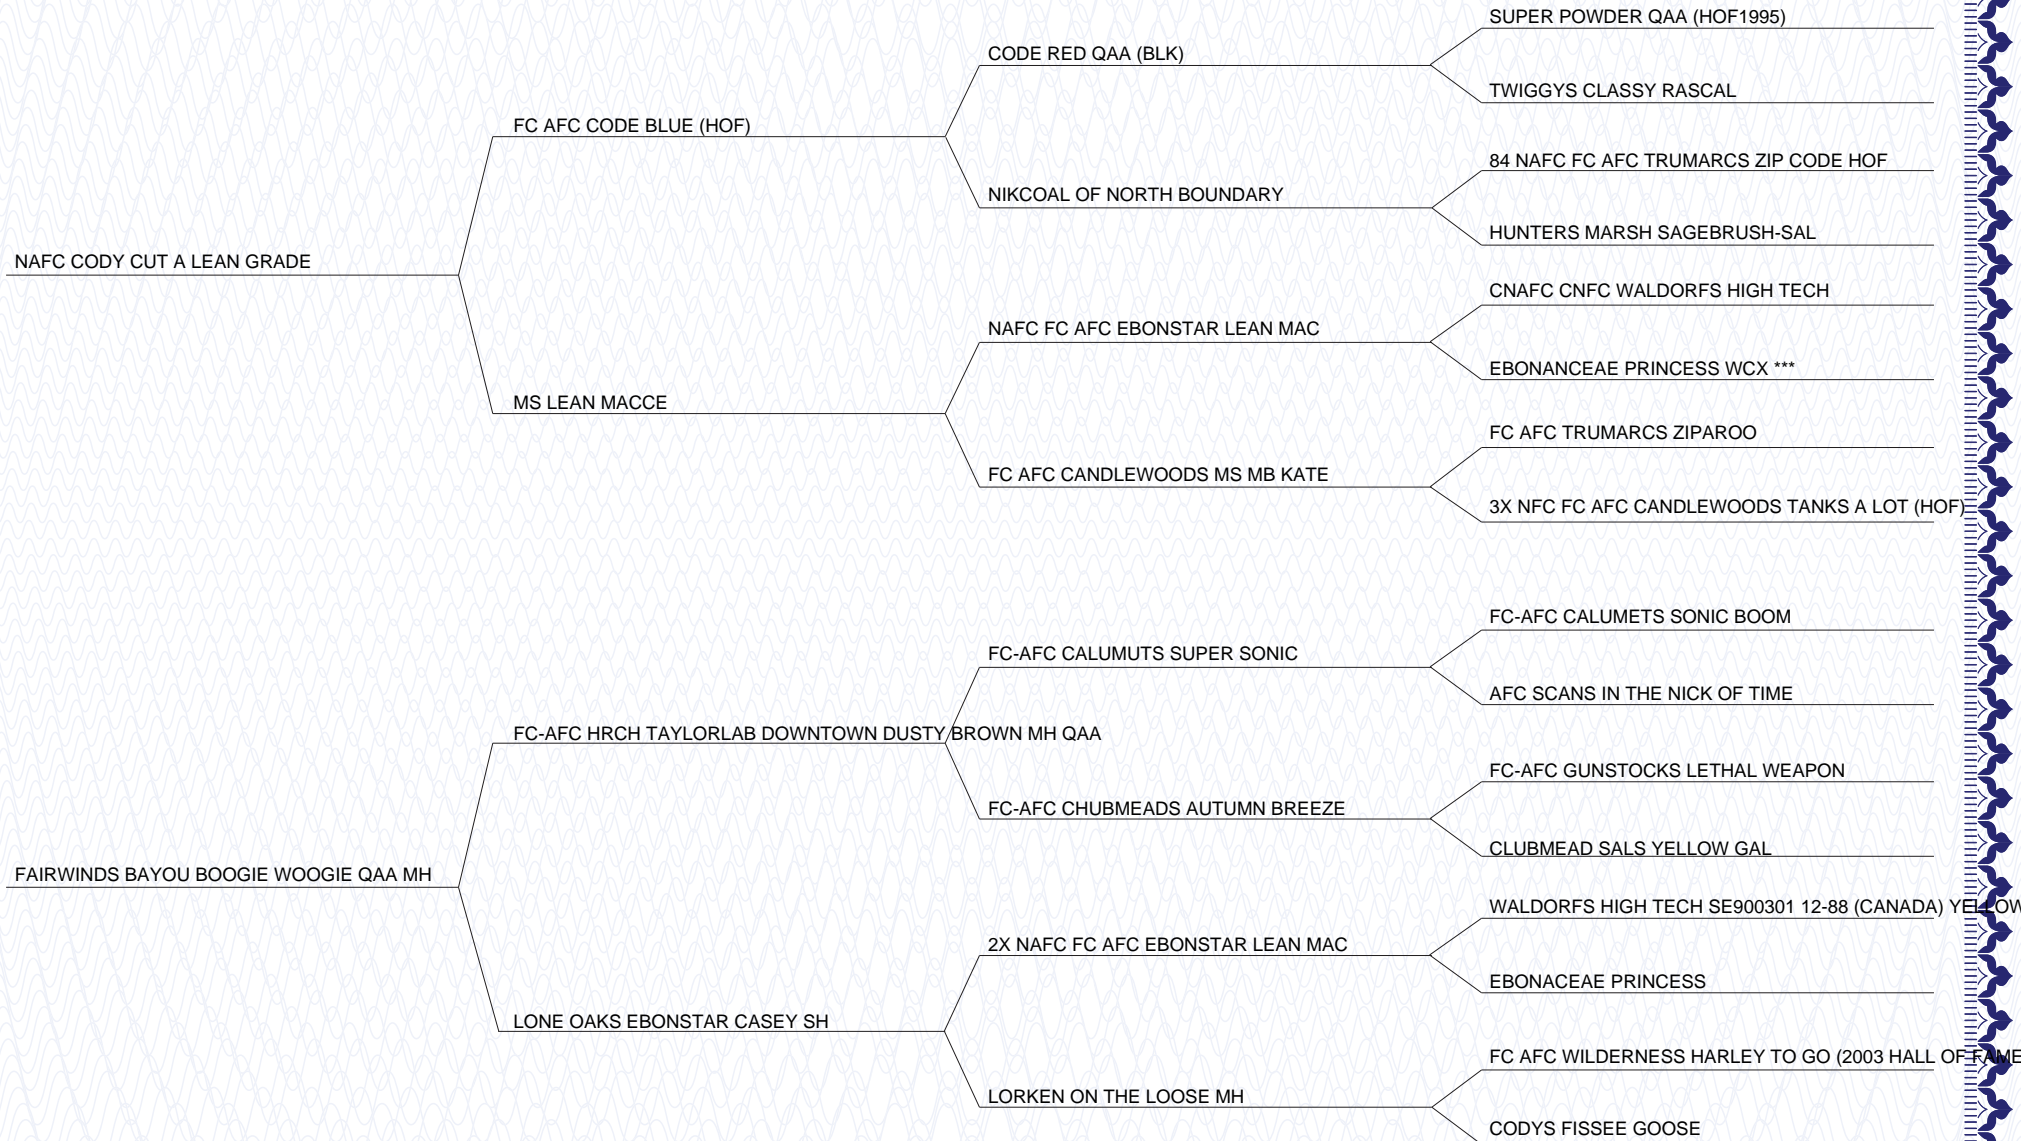 SUPER POWDER QAA (HOF1995)
CODE RED QAA (BLK)
TWIGGYS CLASSY RASCAL
FC AFC CODE BLUE (HOF)
84 NAFC FC AFC TRUMARCS ZIP CODE HOF
NIKCOAL OF NORTH BOUNDARY
HUNTERS MARSH SAGEBRUSH-SAL
NAFC CODY CUT A LEAN GRADE
CNAFC CNFC WALDORFS HIGH TECH
NAFC FC AFC EBONSTAR LEAN MAC
EBONANCEAE PRINCESS WCX ***
MS LEAN MACCE
FC AFC TRUMARCS ZIPAROO
FC AFC CANDLEWOODS MS MB KATE
3X NFC FC AFC CANDLEWOODS TANKS A LOT (HOF)
FC-AFC CALUMETS SONIC BOOM
FC-AFC CALUMUTS SUPER SONIC
AFC SCANS IN THE NICK OF TIME
FC-AFC HRCH TAYLORLAB DOWNTOWN DUSTY BROWN MH QAA
FC-AFC GUNSTOCKS LETHAL WEAPON
FC-AFC CHUBMEADS AUTUMN BREEZE
CLUBMEAD SALS YELLOW GAL
FAIRWINDS BAYOU BOOGIE WOOGIE QAA MH
WALDORFS HIGH TECH SE900301 12-88 (CANADA) YELLOW
2X NAFC FC AFC EBONSTAR LEAN MAC
EBONACEAE PRINCESS
LONE OAKS EBONSTAR CASEY SH
FC AFC WILDERNESS HARLEY TO GO (2003 HALL OF FAME
LORKEN ON THE LOOSE MH
CODYS FISSEE GOOSE